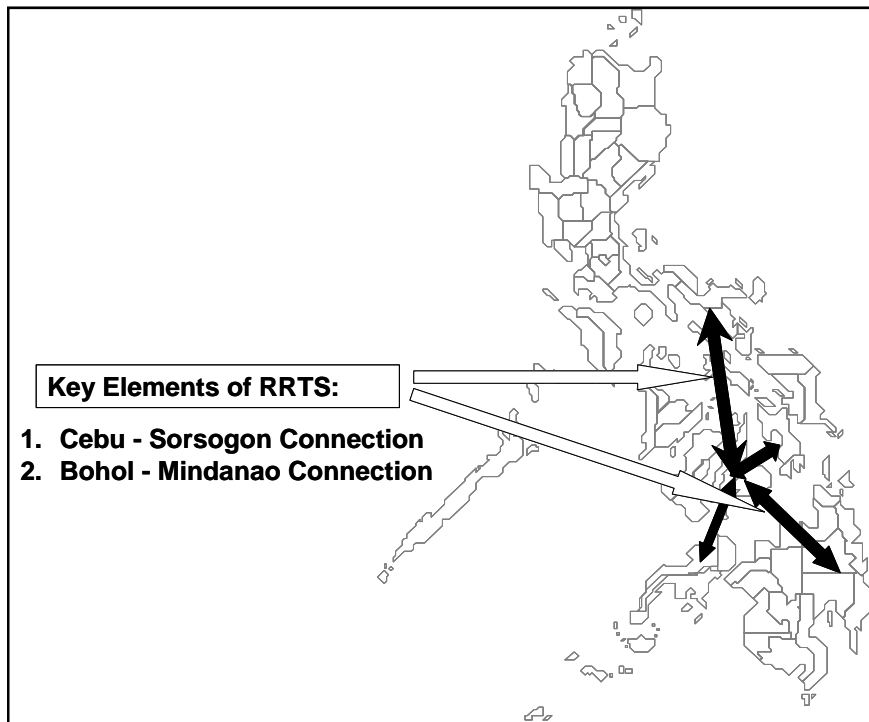 Key Elements of RRTS:
1. Cebu - Sorsogon Connection
2. Bohol - Mindanao Connection